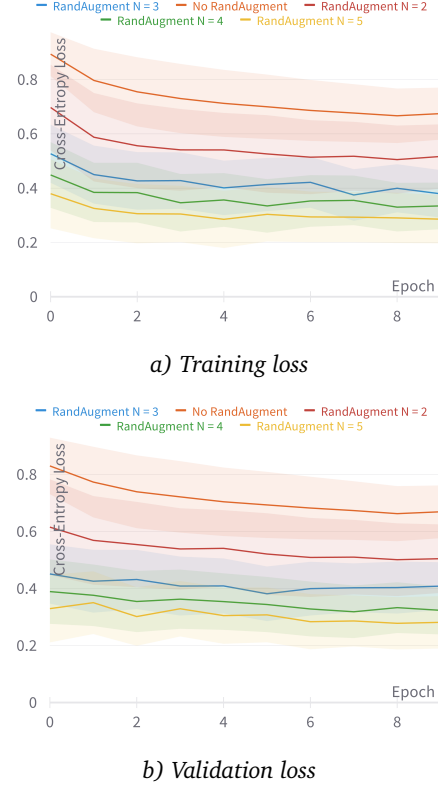 RandAugment N = 3 No RandAugment RandAugment N = 2
RandAugment N = 4 RandAugment N = 5
Cross-Entropy Loss
0.8
0.6
0.4
0.2
0
Epoch
0 2 4 6 8
a) Training loss
RandAugment N = 3 No RandAugment RandAugment N = 2
RandAugment N = 4 RandAugment N = 5
Cross-Entropy Loss
0.8
0.6
0.4
0.2
0
Epoch
0 2 4 6 8
b) Validation loss